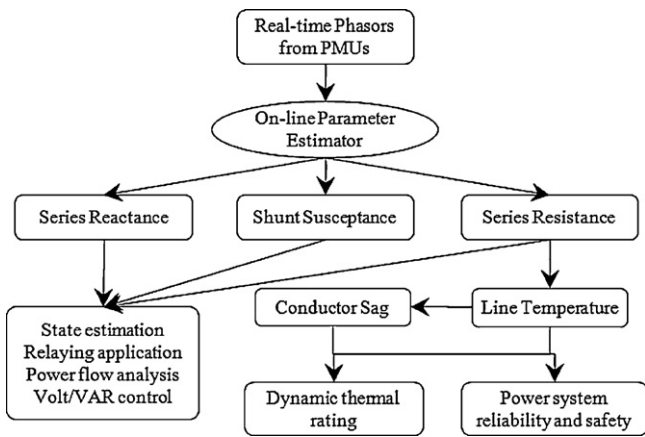 Real-time Phasors
from PMUs
On-line Parameter
Estimator
Series Reactance
Shunt Susceptance
Series Resistance
State estimation
Relaying application
Power flow analysis
Volt/VAR control
Conductor Sag
Line Temperature
Dynamic thermal
rating
Power system
reliability and safety